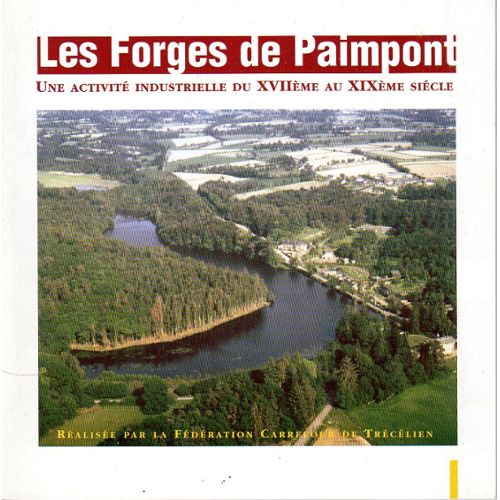 Les Forges de Paimpont
UNE ACTIVITÉ INDUSTRIELLE DU XVIIÈME AU XIXÈME SIÉCLE
RÉALISÉE PAR LA FÉDÉRATION CARREFOUR DE TRÉCÉLIEN